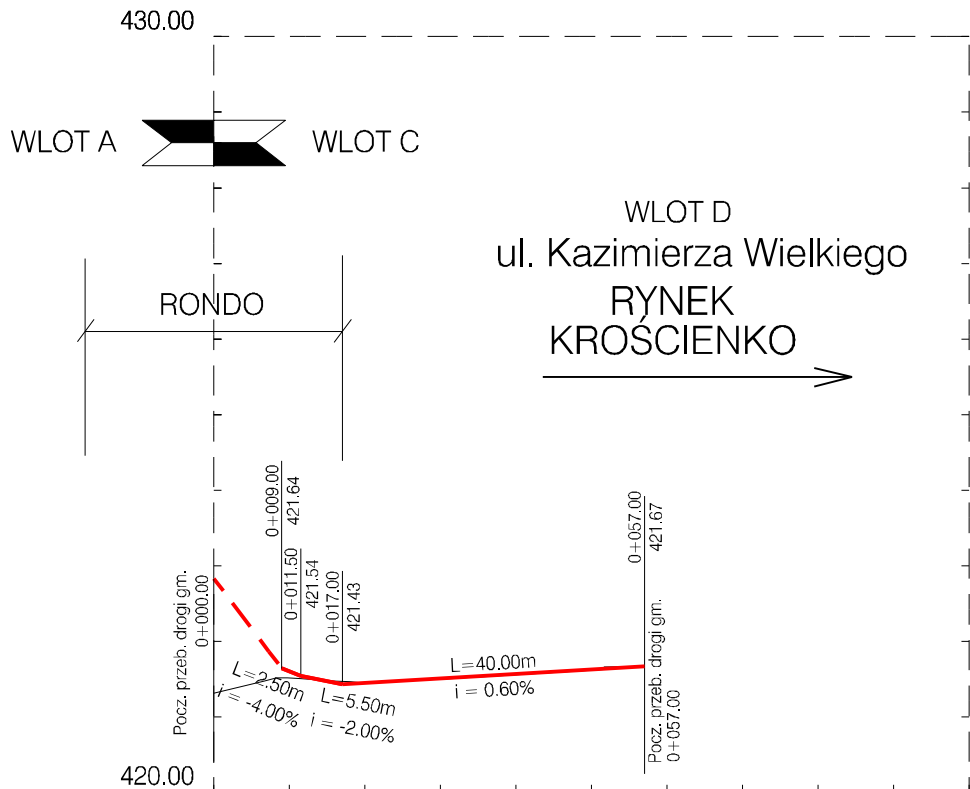 430.00
WLOT A
WLOT C
WLOT D
ul. Kazimierza Wielkiego
RYNEK
KROŚCIENKO
RONDO
0+009.00
421.64
0+011.50
421.54
0+017.00
421.43
0+057.00
421.67
Pocz. przeb. drogi gm.
0+000.00
L=2.50m
i = -4.00%
L=5.50m
i = -2.00%
L=40.00m
i = 0.60%
Pocz. przeb. drogi gm.
0+057.00
420.00